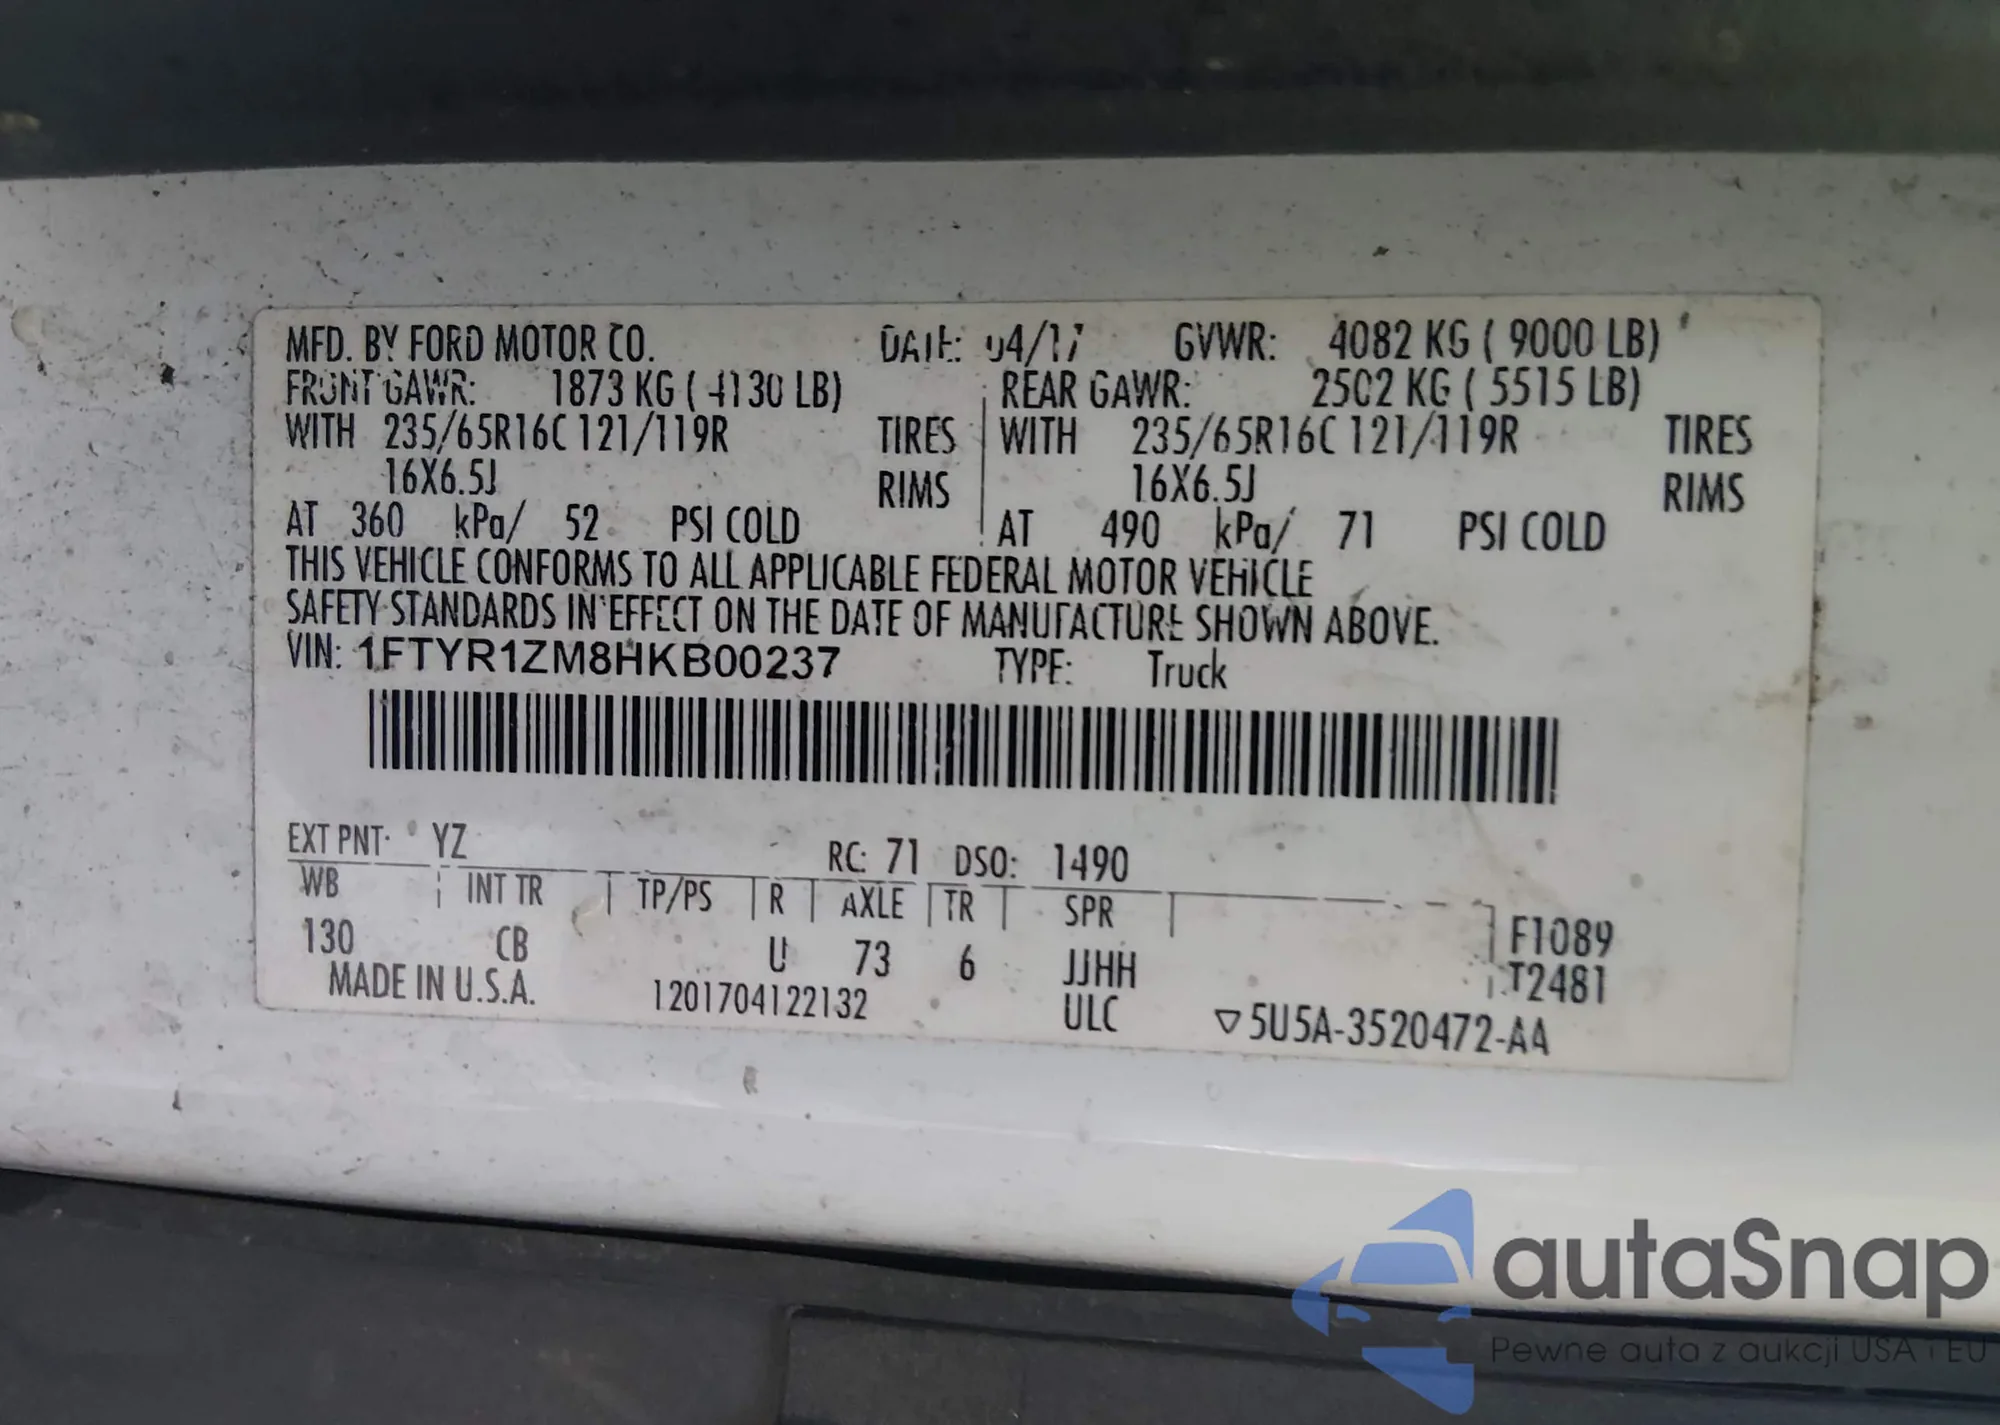 MFD. BY FORD MOTOR CO. DATE: 04/17 GVWR: 4082 KG ( 9000 LB)
FRONT GAWR: 1873 KG ( 4130 LB) REAR GAWR: 2502 KG ( 5515 LB)
WITH 235/65R16C 121/119R TIRES WITH 235/65R16C 121/119R TIRES
16X6.5J RIMS 16X6.5J RIMS
AT 360 kPa/ 52 PSI COLD AT 490 kPa/ 71 PSI COLD
THIS VEHICLE CONFORMS TO ALL APPLICABLE FEDERAL MOTOR VEHICLE
SAFETY STANDARDS IN EFFECT ON THE DATE OF MANUFACTURE SHOWN ABOVE.
VIN: 1FTYR1ZM8HKB00237 TYPE: Truck
EXT PNT: YZ RC: 71 DSO: 1490
WB INT TR TP/PS R AXLE TR SPR
F1089
130 CB U 73 6 JJHH
T2481
MADE IN U.S.A. 1201704122132 ULC ▽5U5A-3520472-AA
autaSnap
Pewne auta z aukcji USA i EU